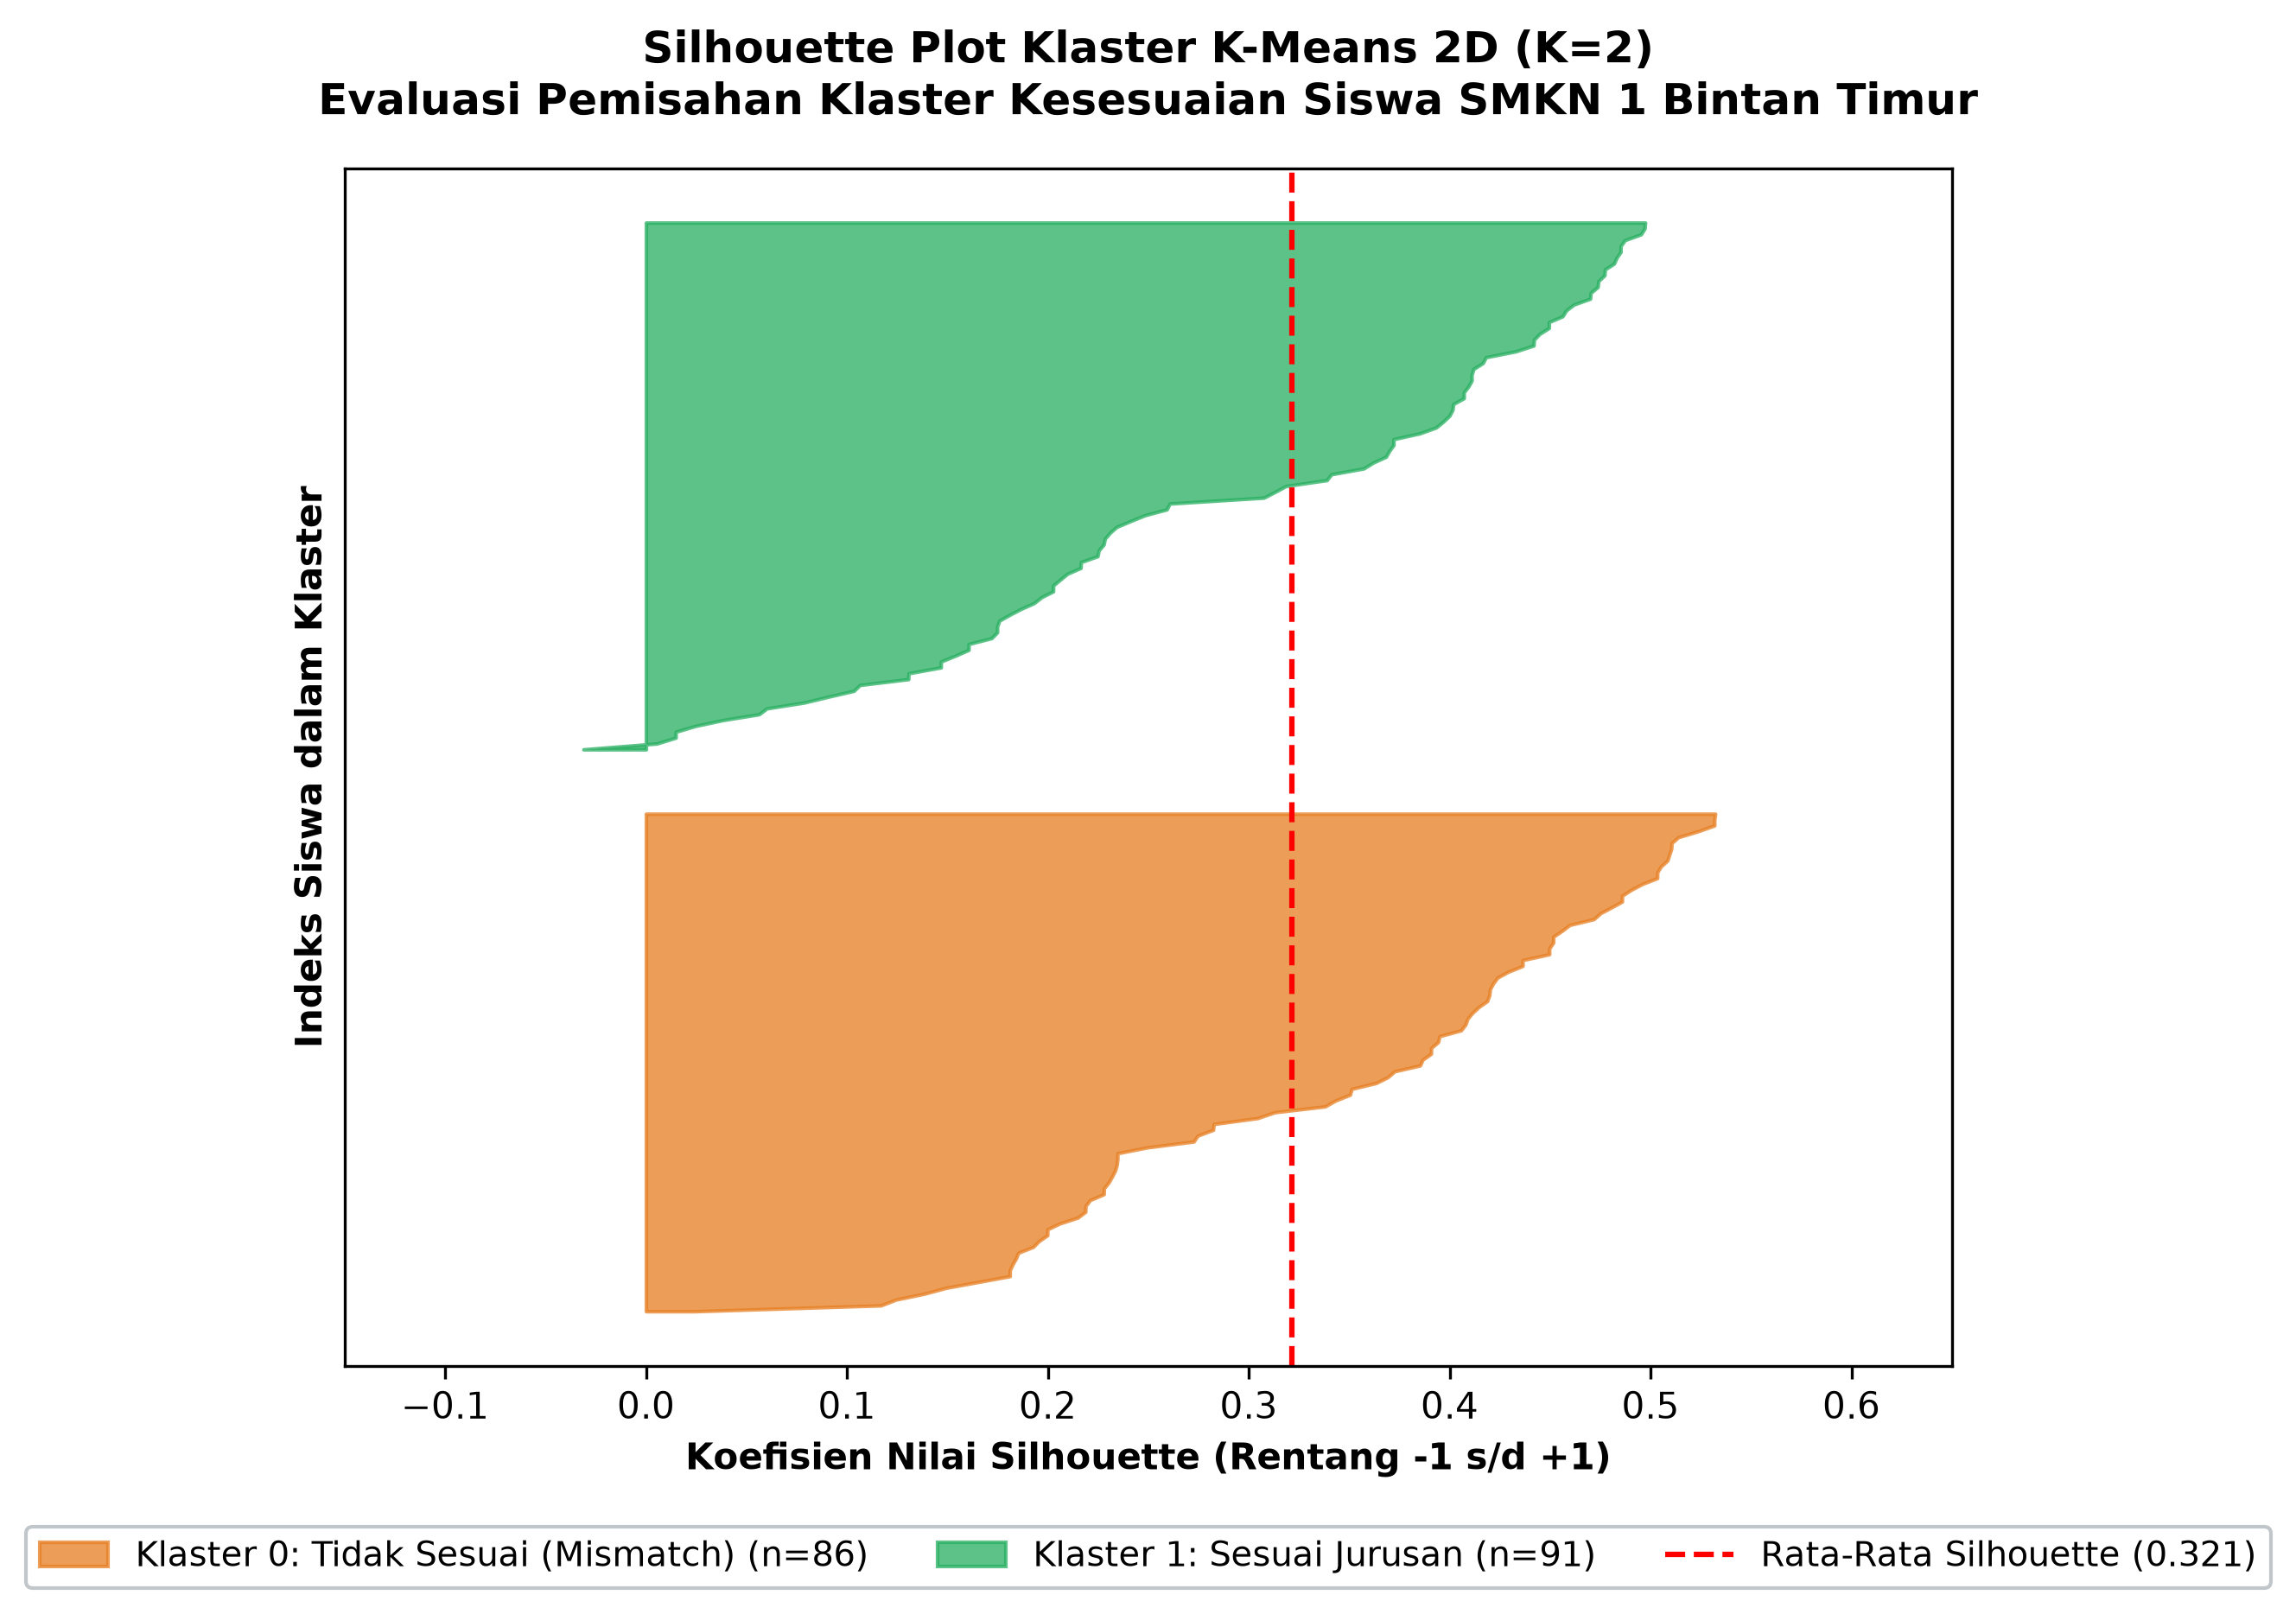 Silhouette Plot Klaster K-Means 2D (K=2)
Evaluasi Pemisahan Klaster Kesesuaian Siswa SMKN 1 Bintan Timur
Indeks Siswa dalam Klaster
−0.1 0.0 0.1 0.2 0.3 0.4 0.5 0.6
Koefisien Nilai Silhouette (Rentang -1 s/d +1)
Klaster 0: Tidak Sesuai (Mismatch) (n=86) Klaster 1: Sesuai Jurusan (n=91) Rata-Rata Silhouette (0.321)